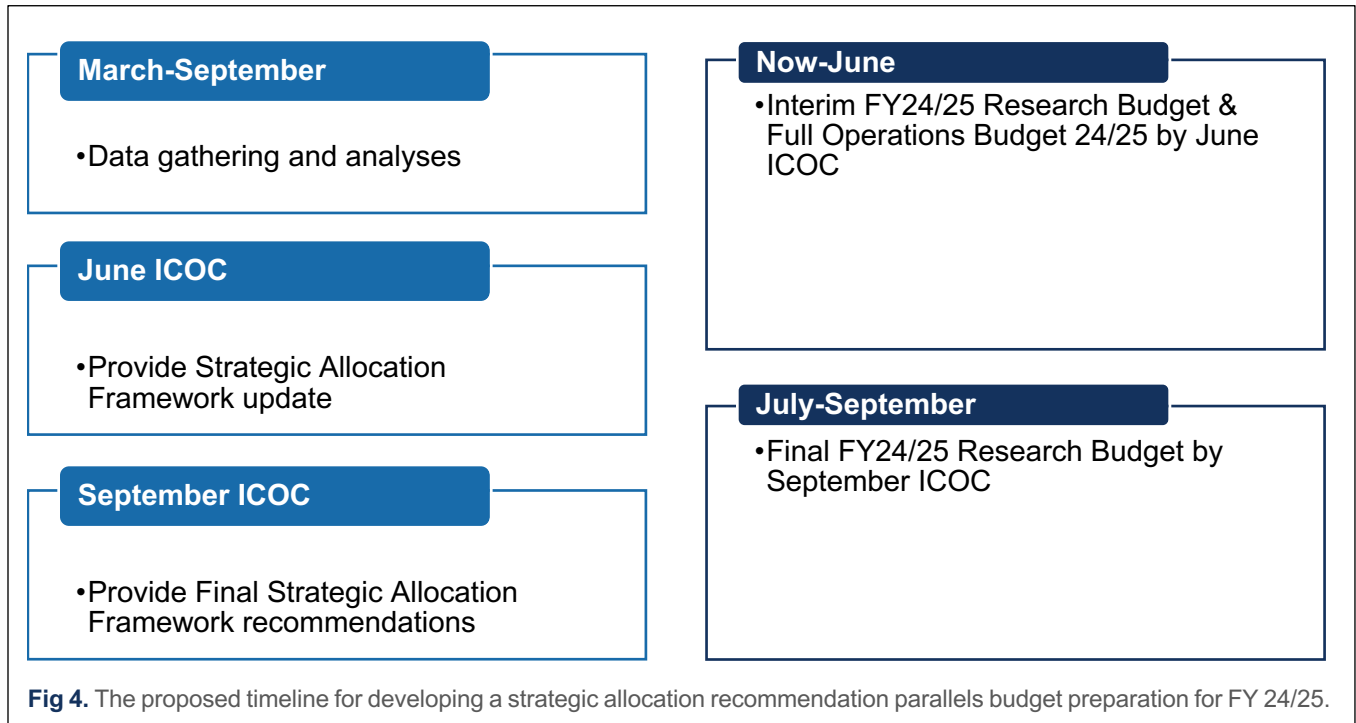 March-September
•Data gathering and analyses
June ICOC
•Provide Strategic Allocation
Framework update
September ICOC
•Provide Final Strategic Allocation
Framework recommendations
Now-June
•Interim FY24/25 Research Budget &
Full Operations Budget 24/25 by June
ICOC
July-September
•Final FY24/25 Research Budget by
September ICOC
Fig 4. The proposed timeline for developing a strategic allocation recommendation parallels budget preparation for FY 24/25.